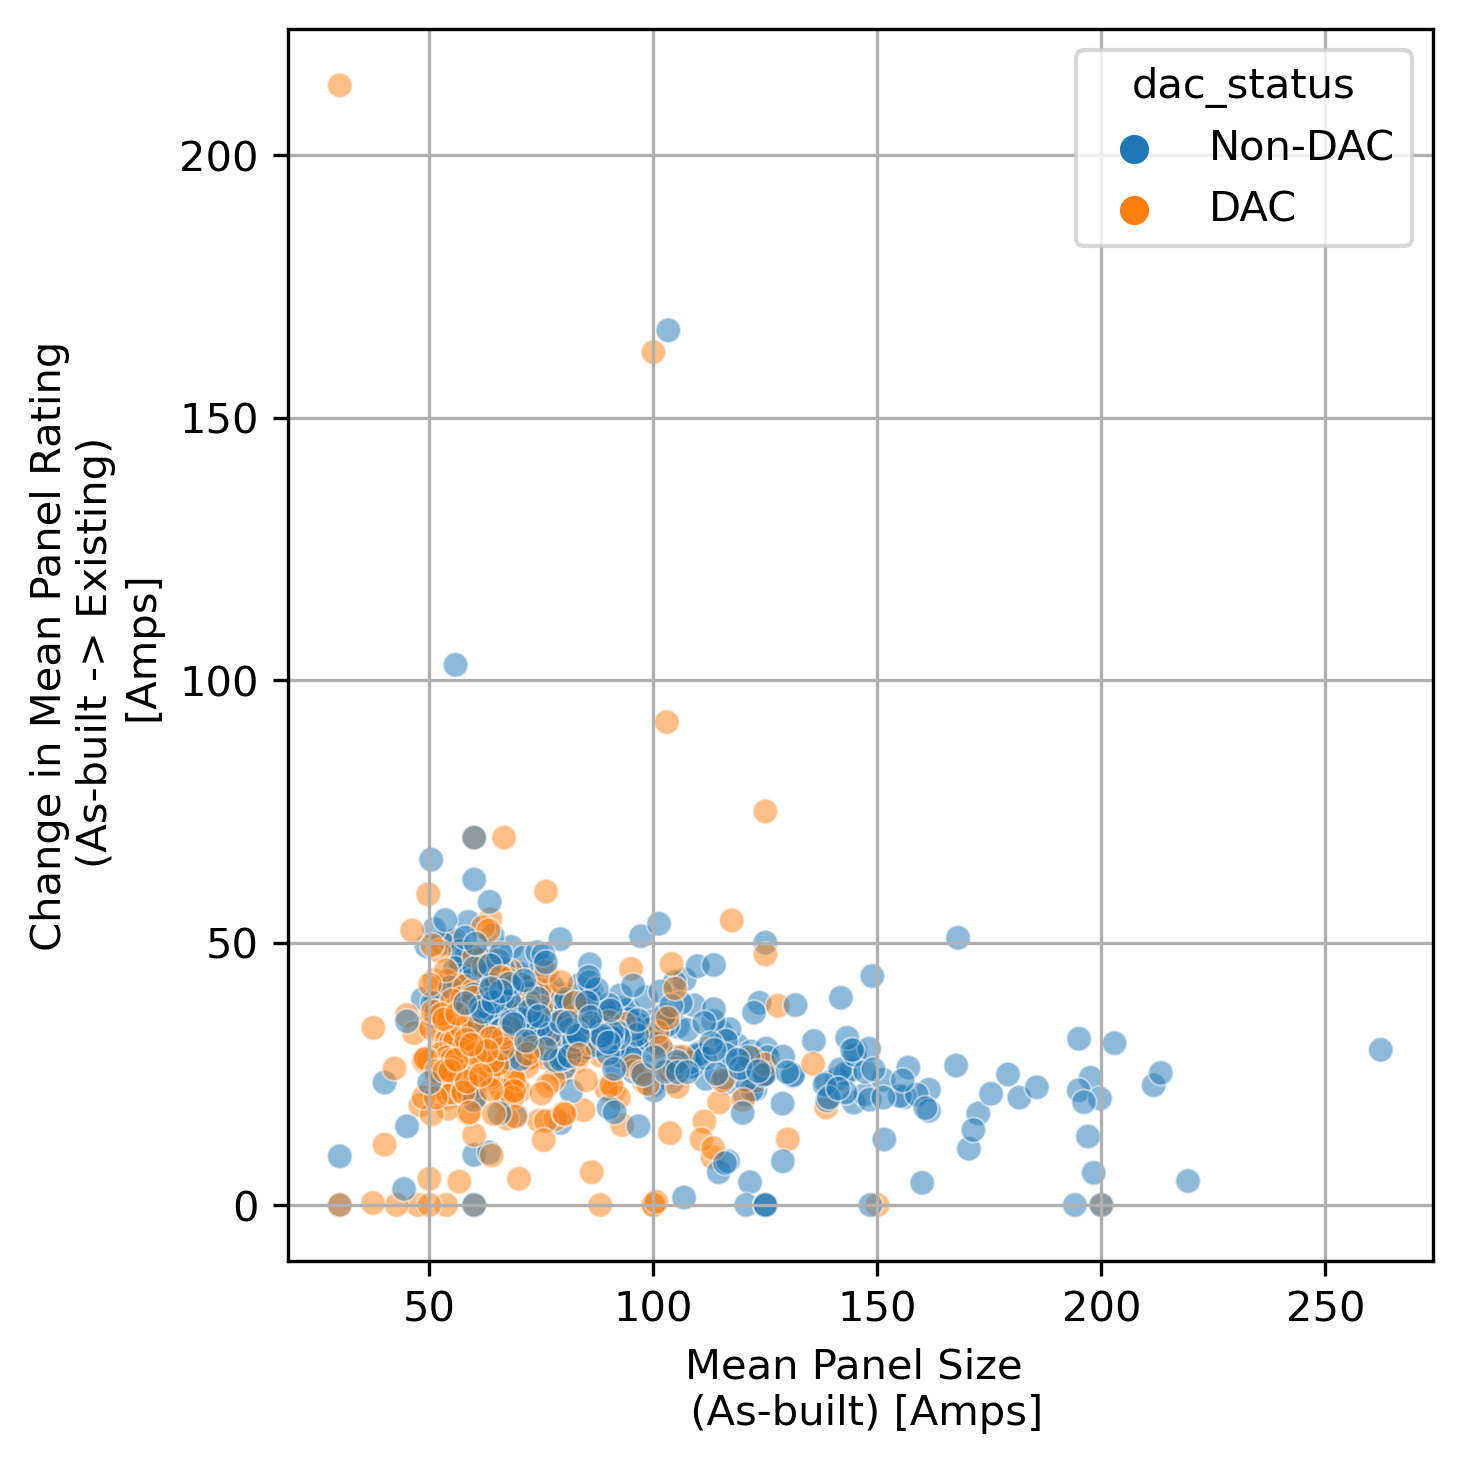 dac_status
Non-DAC
DAC
200
150
100
50
0
Change in Mean Panel Rating
(As-built -> Existing)
[Amps]
50 100 150 200 250
Mean Panel Size
(As-built) [Amps]